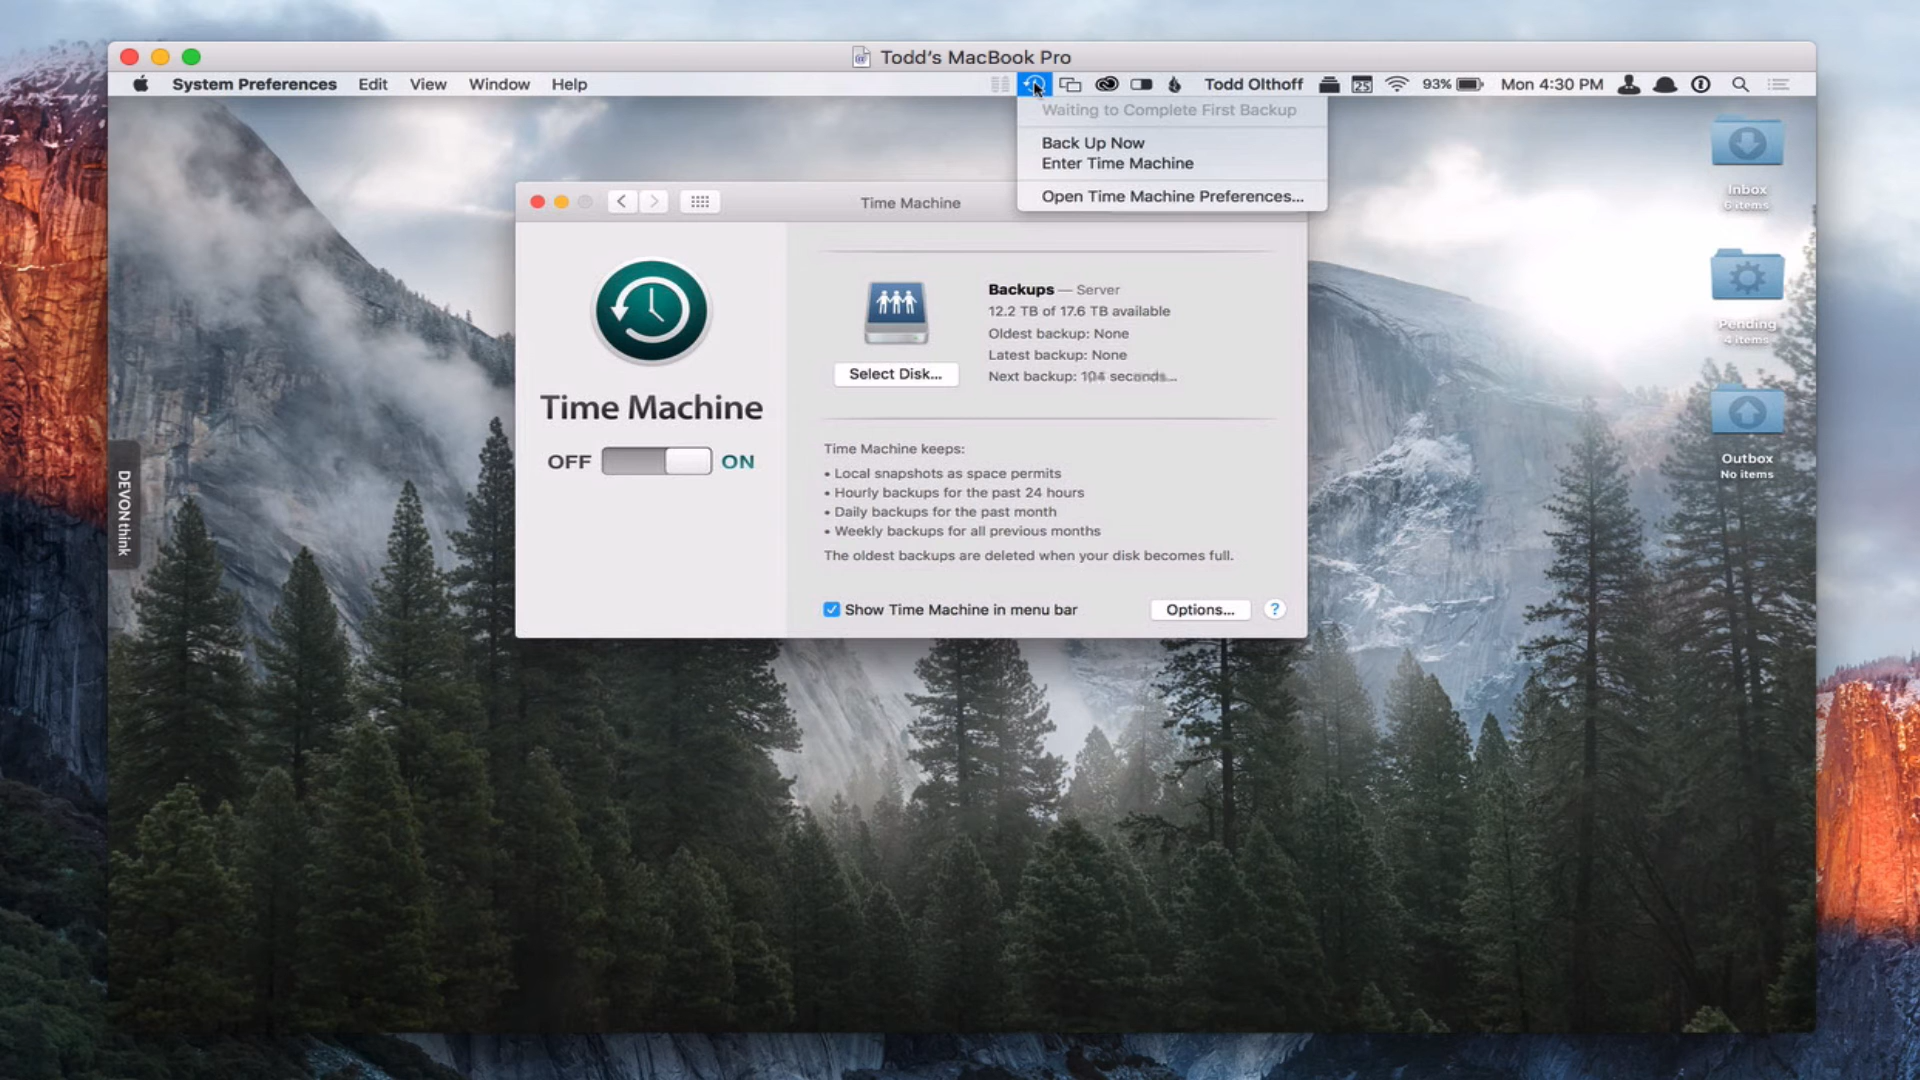 Todd's MacBook Pro
System Preferences Edit View Window Help
Todd Olthoff 25 93% Mon 4:30 PM
Waiting to Complete First Backup
Back Up Now
Enter Time Machine
Open Time Machine Preferences...
Time Machine
Inbox
6 items
Pending
4 items
Outbox
No items
DEVONthink
Time Machine
OFF ON
Backups — Server
12.2 TB of 17.6 TB available
Oldest backup: None
Latest backup: None
Next backup: 104 seconds...
Select Disk...
Time Machine keeps:
• Local snapshots as space permits
• Hourly backups for the past 24 hours
• Daily backups for the past month
• Weekly backups for all previous months
The oldest backups are deleted when your disk becomes full.
Show Time Machine in menu bar
Options... ?